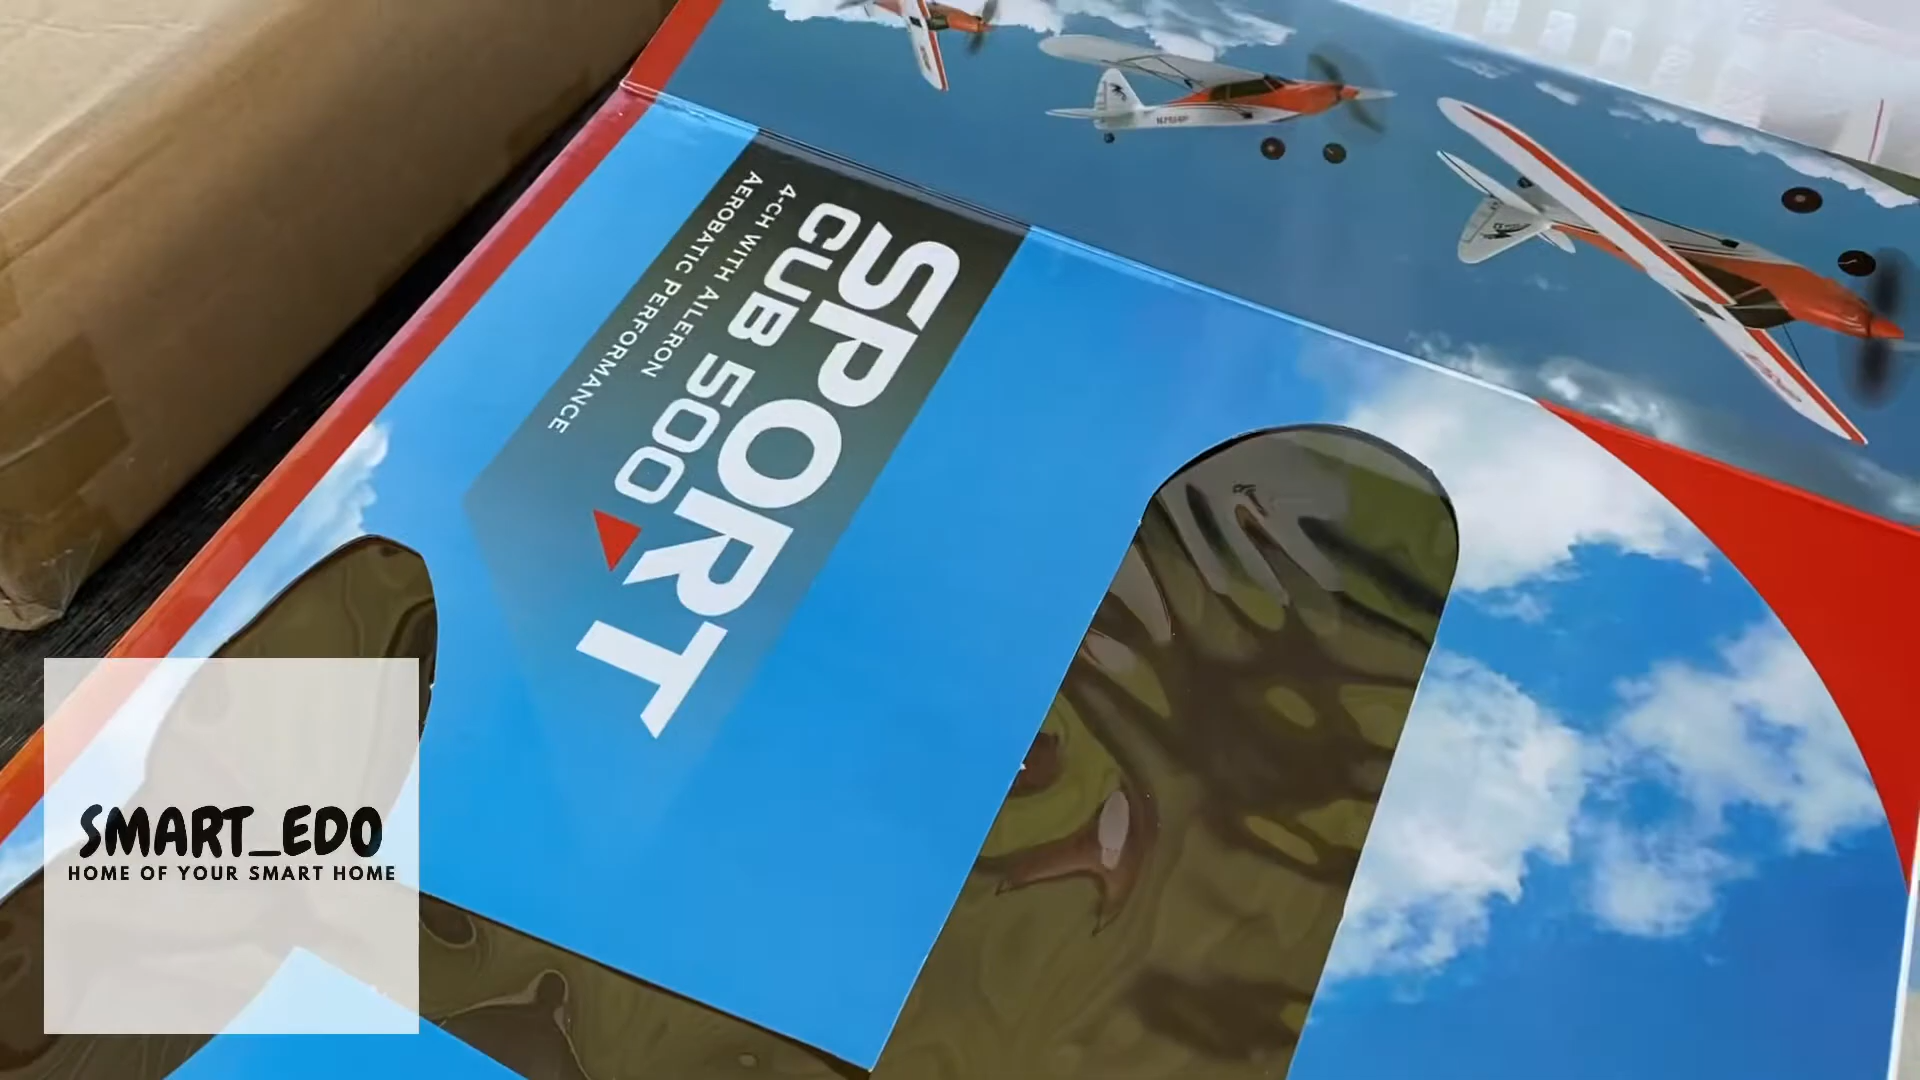 SPORT
CUB 500
4-CH WITH AILERON
AEROBATIC PERFORMANCE
SMART_EDO
HOME OF YOUR SMART HOME